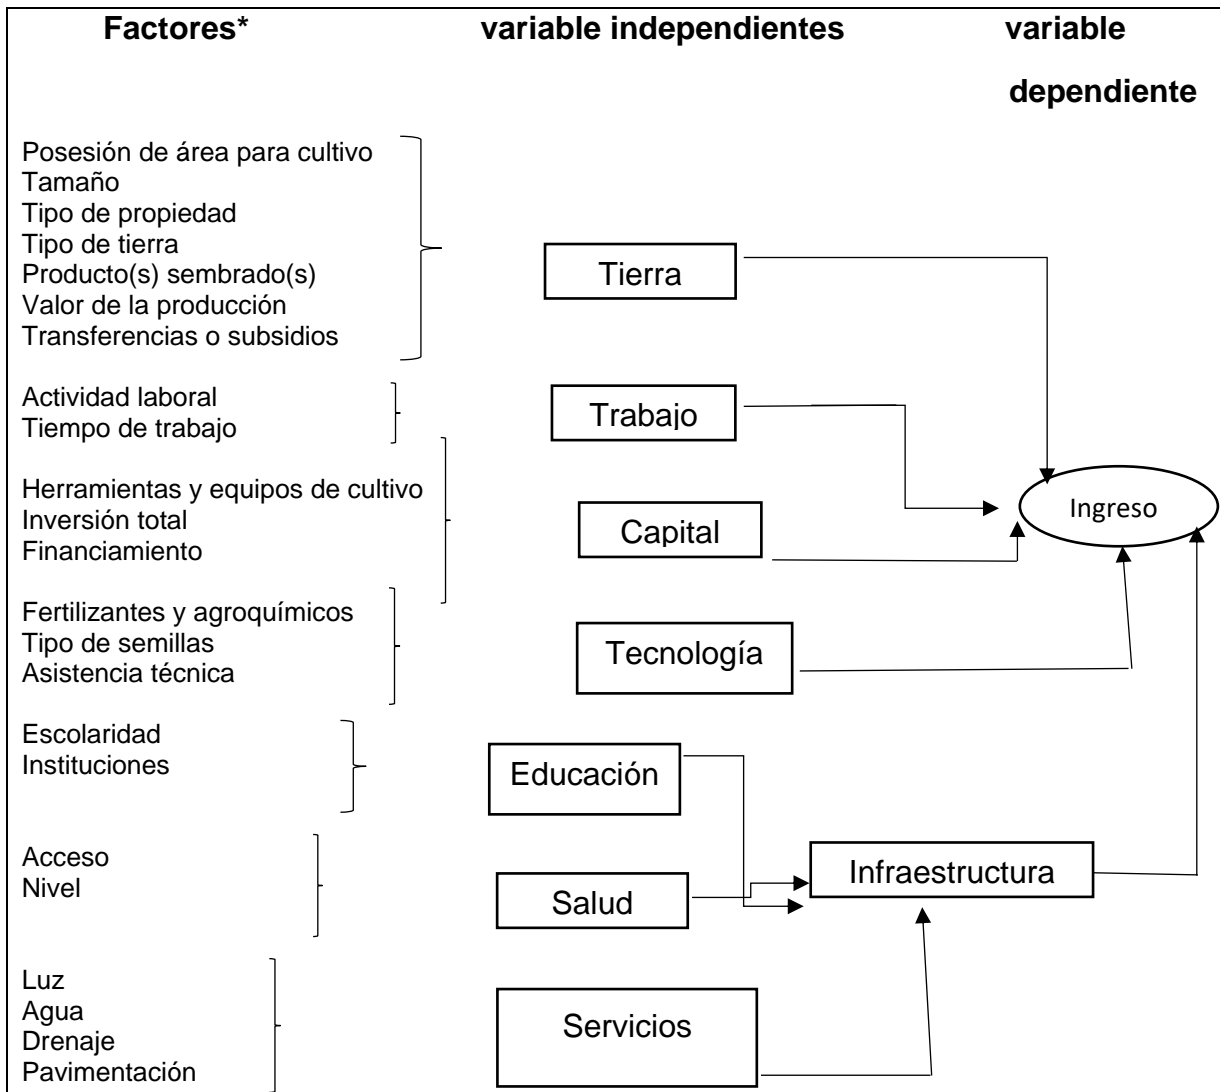 Factores* variable independientes variable
dependiente
Posesión de área para cultivo
Tamaño
Tipo de propiedad
Tipo de tierra
Producto(s) sembrado(s)
Valor de la producción
Transferencias o subsidios
Tierra
Actividad laboral
Tiempo de trabajo
Trabajo
Herramientas y equipos de cultivo
Inversión total
Financiamiento
Capital
Ingreso
Fertilizantes y agroquímicos
Tipo de semillas
Asistencia técnica
Tecnología
Escolaridad
Instituciones
Educación
Acceso
Nivel
Salud
Infraestructura
Luz
Agua
Drenaje
Pavimentación
Servicios